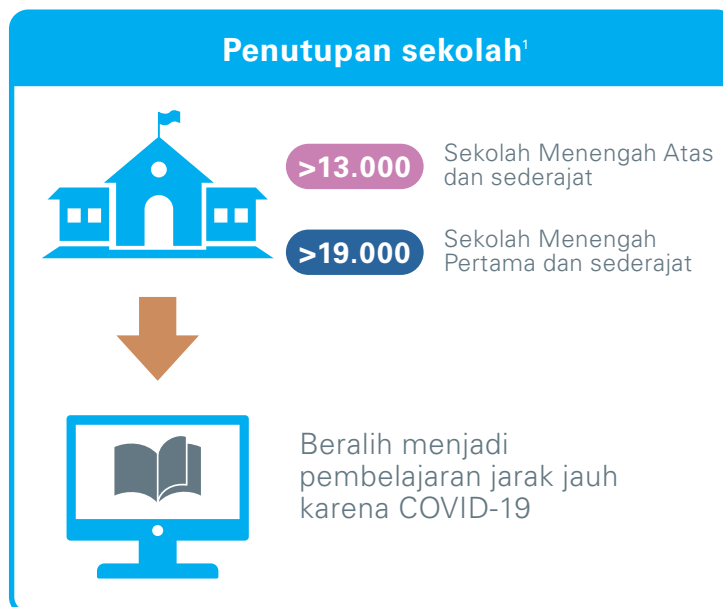 Penutupan sekolah¹
>13.000
Sekolah Menengah Atas
dan sederajat
>19.000
Sekolah Menengah
Pertama dan sederajat
Beralih menjadi
pembelajaran jarak jauh
karena COVID-19